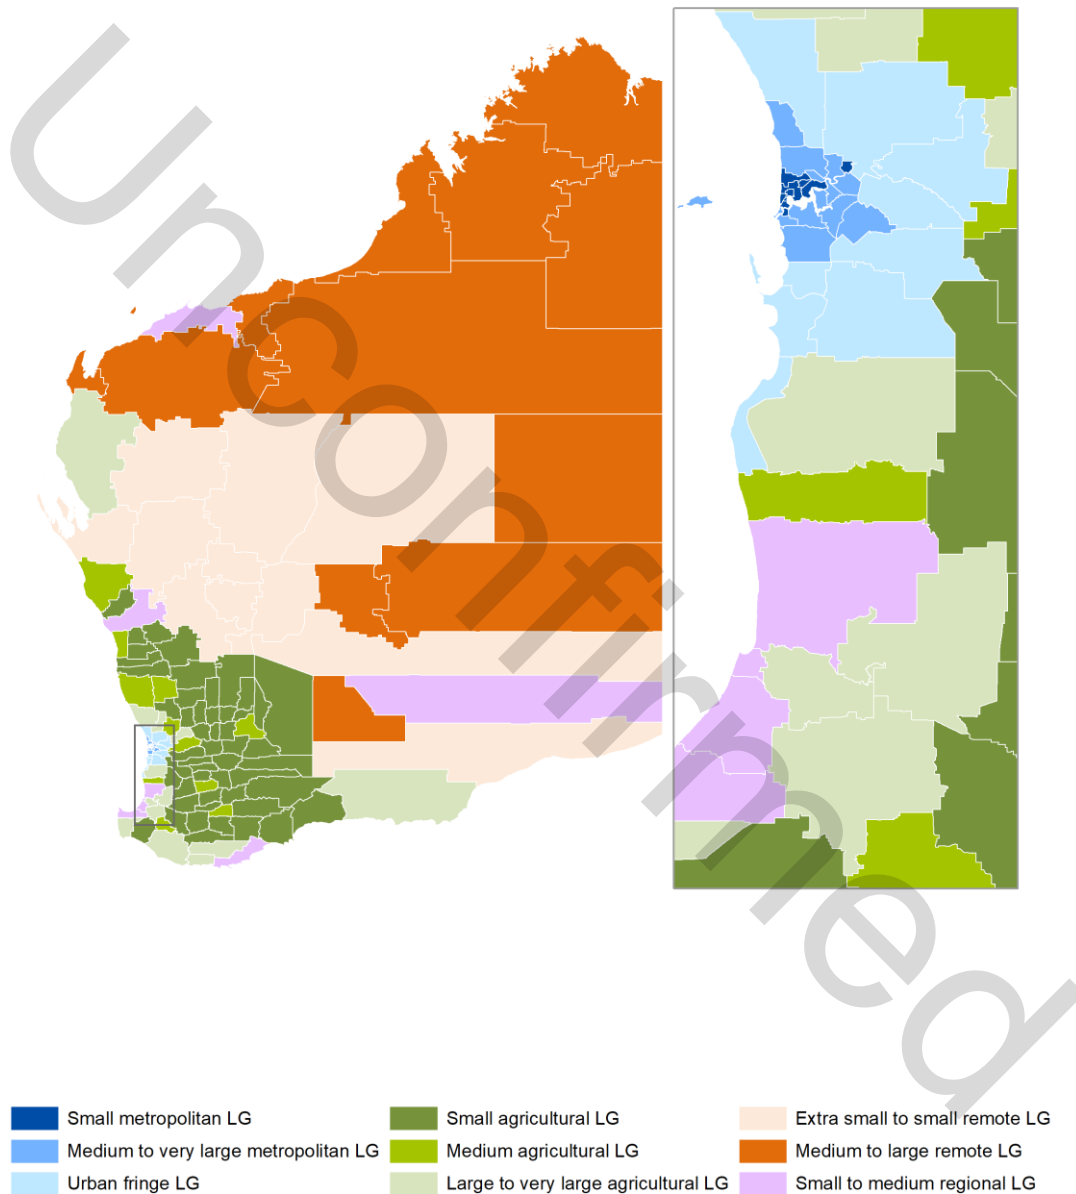 Unconfirmed
Small metropolitan LG
Medium to very large metropolitan LG
Urban fringe LG
Small agricultural LG
Medium agricultural LG
Large to very large agricultural LG
Extra small to small remote LG
Medium to large remote LG
Small to medium regional LG